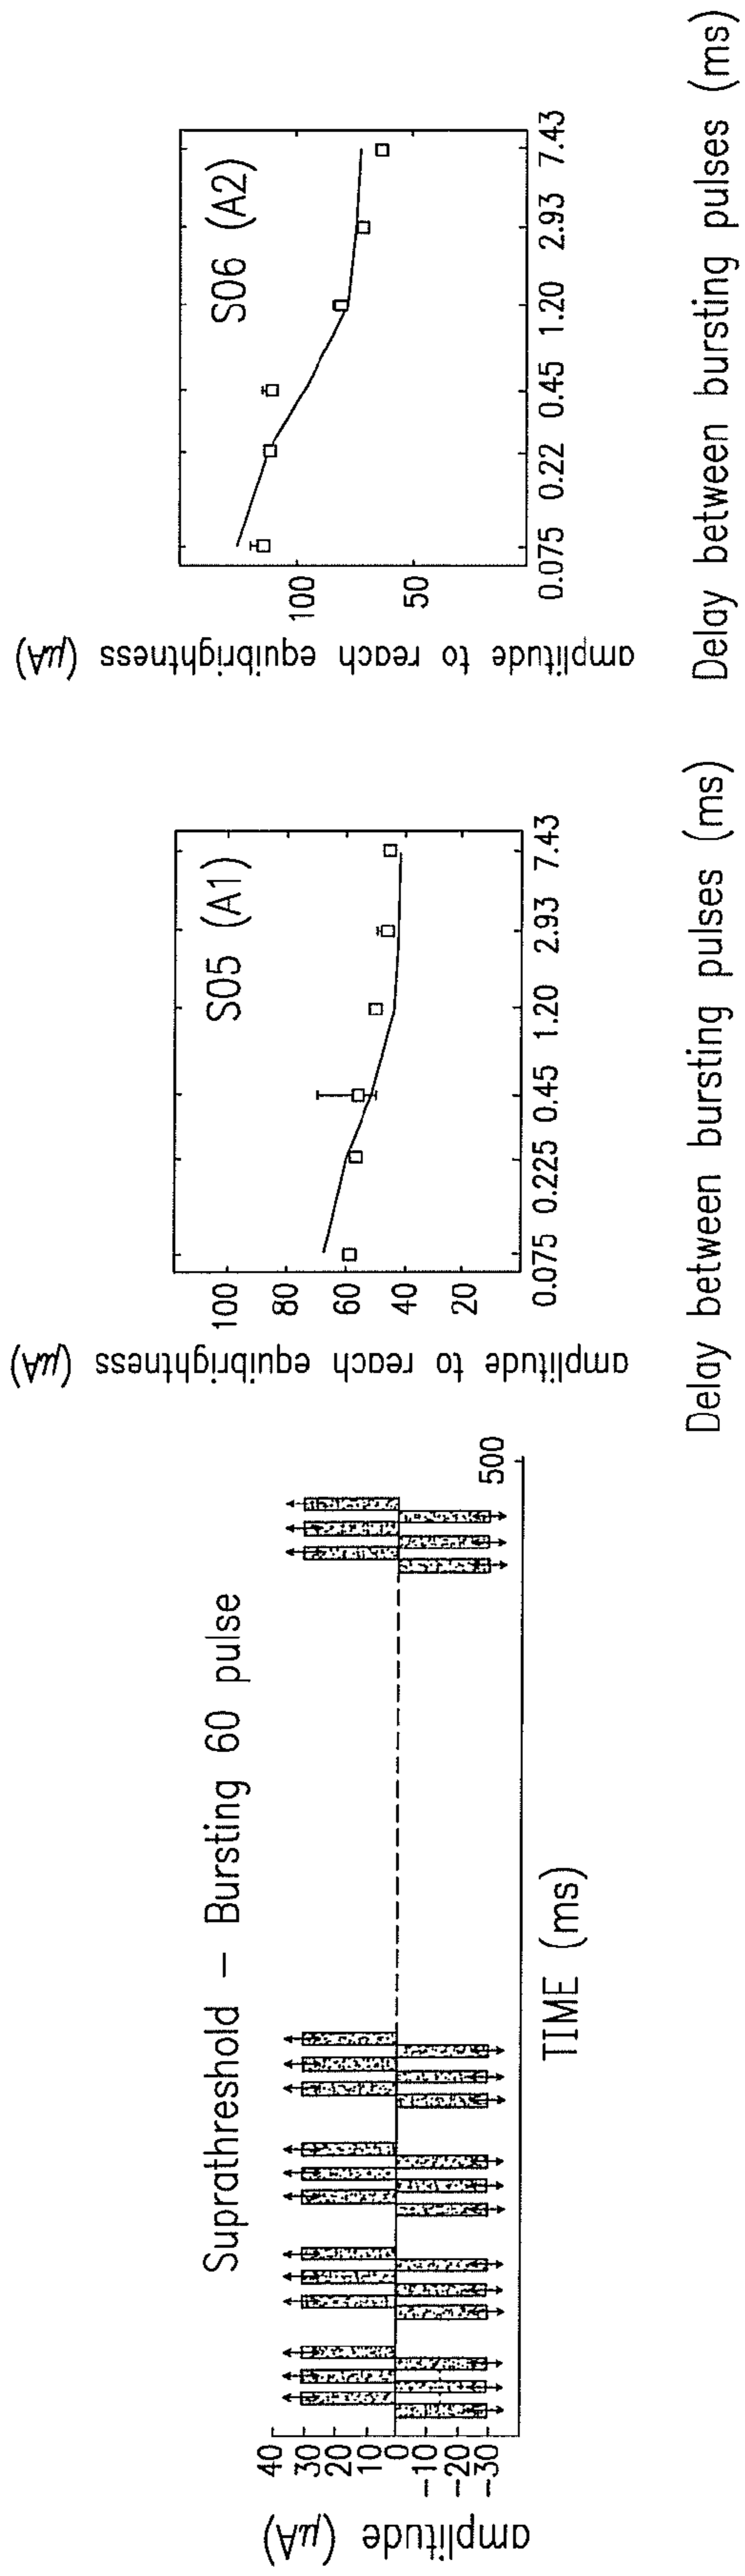 Suprathreshold – Bursting 60 pulse
amplitude (µA)
40
30
20
10
0
-10
-20
-30
500
TIME (ms)
S05 (A1)
amplitude to reach equibrightness (µA)
100
80
60
40
20
0.075 0.225 0.45 1.20 2.93 7.43
Delay between bursting pulses (ms)
S06 (A2)
amplitude to reach equibrightness (µA)
100
50
0.075 0.22 0.45 1.20 2.93 7.43
Delay between bursting pulses (ms)